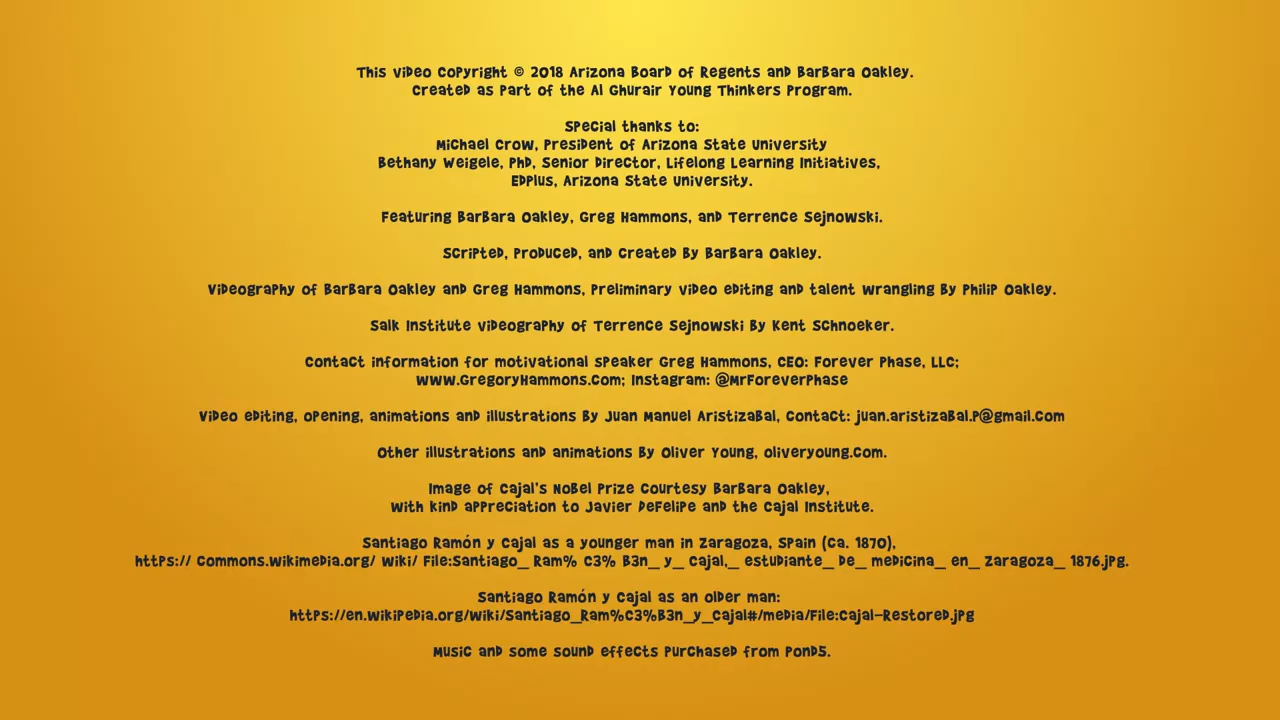 This video copyright © 2018 Arizona Board of Regents and Barbara Oakley.
Created as part of the Al Ghurair Young Thinkers Program.
Special thanks to:
Michael Crow, President of Arizona State University
Bethany Weigele, PhD, Senior Director, Lifelong Learning Initiatives,
EdPlus, Arizona State University.
Featuring Barbara Oakley, Greg Hammons, and Terrence Sejnowski.
Scripted, produced, and created by Barbara Oakley.
Videography of Barbara Oakley and Greg Hammons, Preliminary video editing and talent wrangling by Philip Oakley.
Salk Institute videography of Terrence Sejnowski by Kent Schnoeker.
Contact information for motivational speaker Greg Hammons, CEO: Forever Phase, LLC;
www.GregoryHammons.com; Instagram: @MrForeverPhase
Video editing, opening, animations and illustrations by Juan Manuel Aristizabal, Contact: juan.aristizabal.p@gmail.com
Other illustrations and animations by Oliver Young, oliveryoung.com.
Image of Cajal's Nobel Prize courtesy Barbara Oakley,
with kind appreciation to Javier DeFelipe and the Cajal Institute.
Santiago Ramón y Cajal as a younger man in Zaragoza, Spain (ca. 1870),
https:// commons.wikimedia.org/ wiki/ File:Santiago_ Ram% C3% B3n_ y_ Cajal,_ estudiante_ de_ medicina_ en_ Zaragoza_ 1876.jpg.
Santiago Ramón y Cajal as an older man:
https://en.wikipedia.org/wiki/Santiago_Ram%C3%B3n_y_Cajal#/media/File:Cajal-Restored.jpg
Music and some sound effects purchased from Pond5.